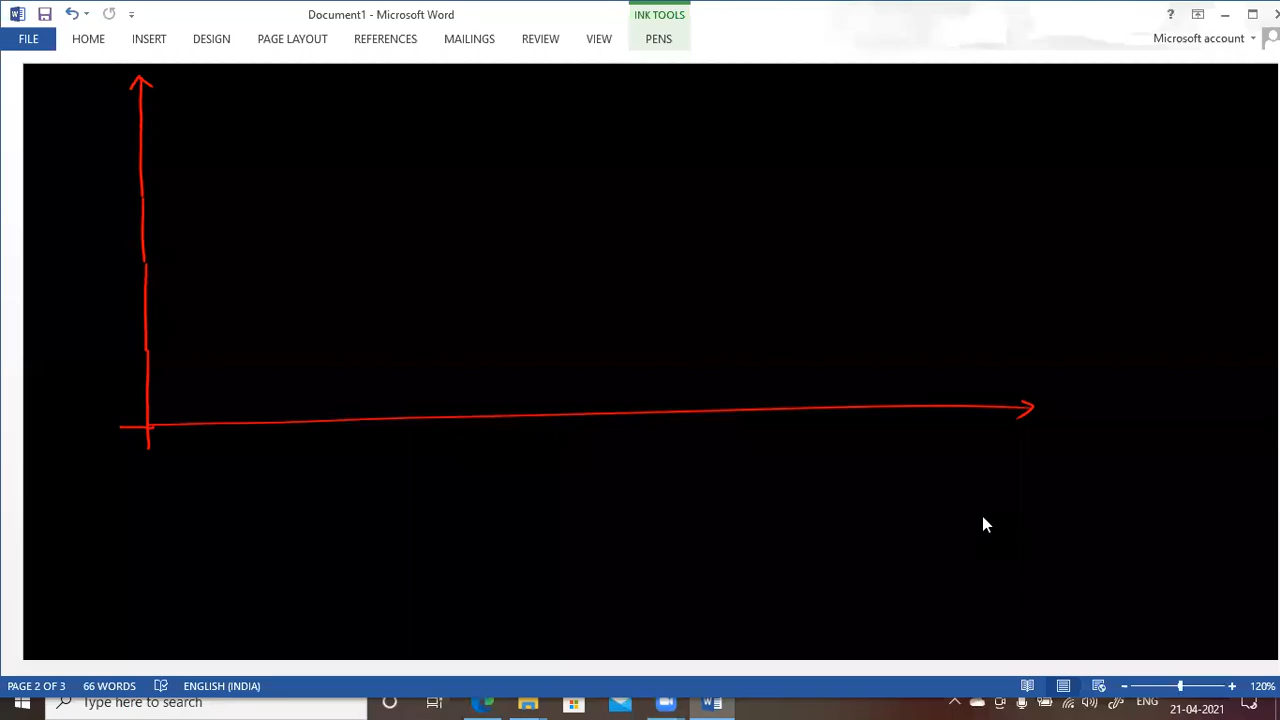 Document1 - Microsoft Word
INK TOOLS
?
FILE HOME INSERT DESIGN PAGE LAYOUT REFERENCES MAILINGS REVIEW VIEW PENS
Microsoft account
PAGE 2 OF 3 66 WORDS ENGLISH (INDIA) 120%
Type here to search
ENG
21-04-2021